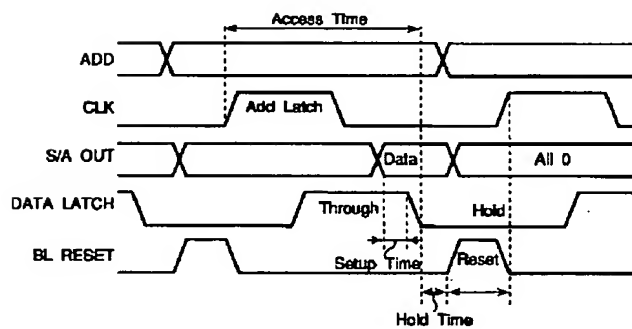 Access Time
ADD
CLK
Add Latch
S/A OUT
Data
All 0
DATA LATCH
Through
Hold
BL RESET
Setup Time
Reset
Hold Time